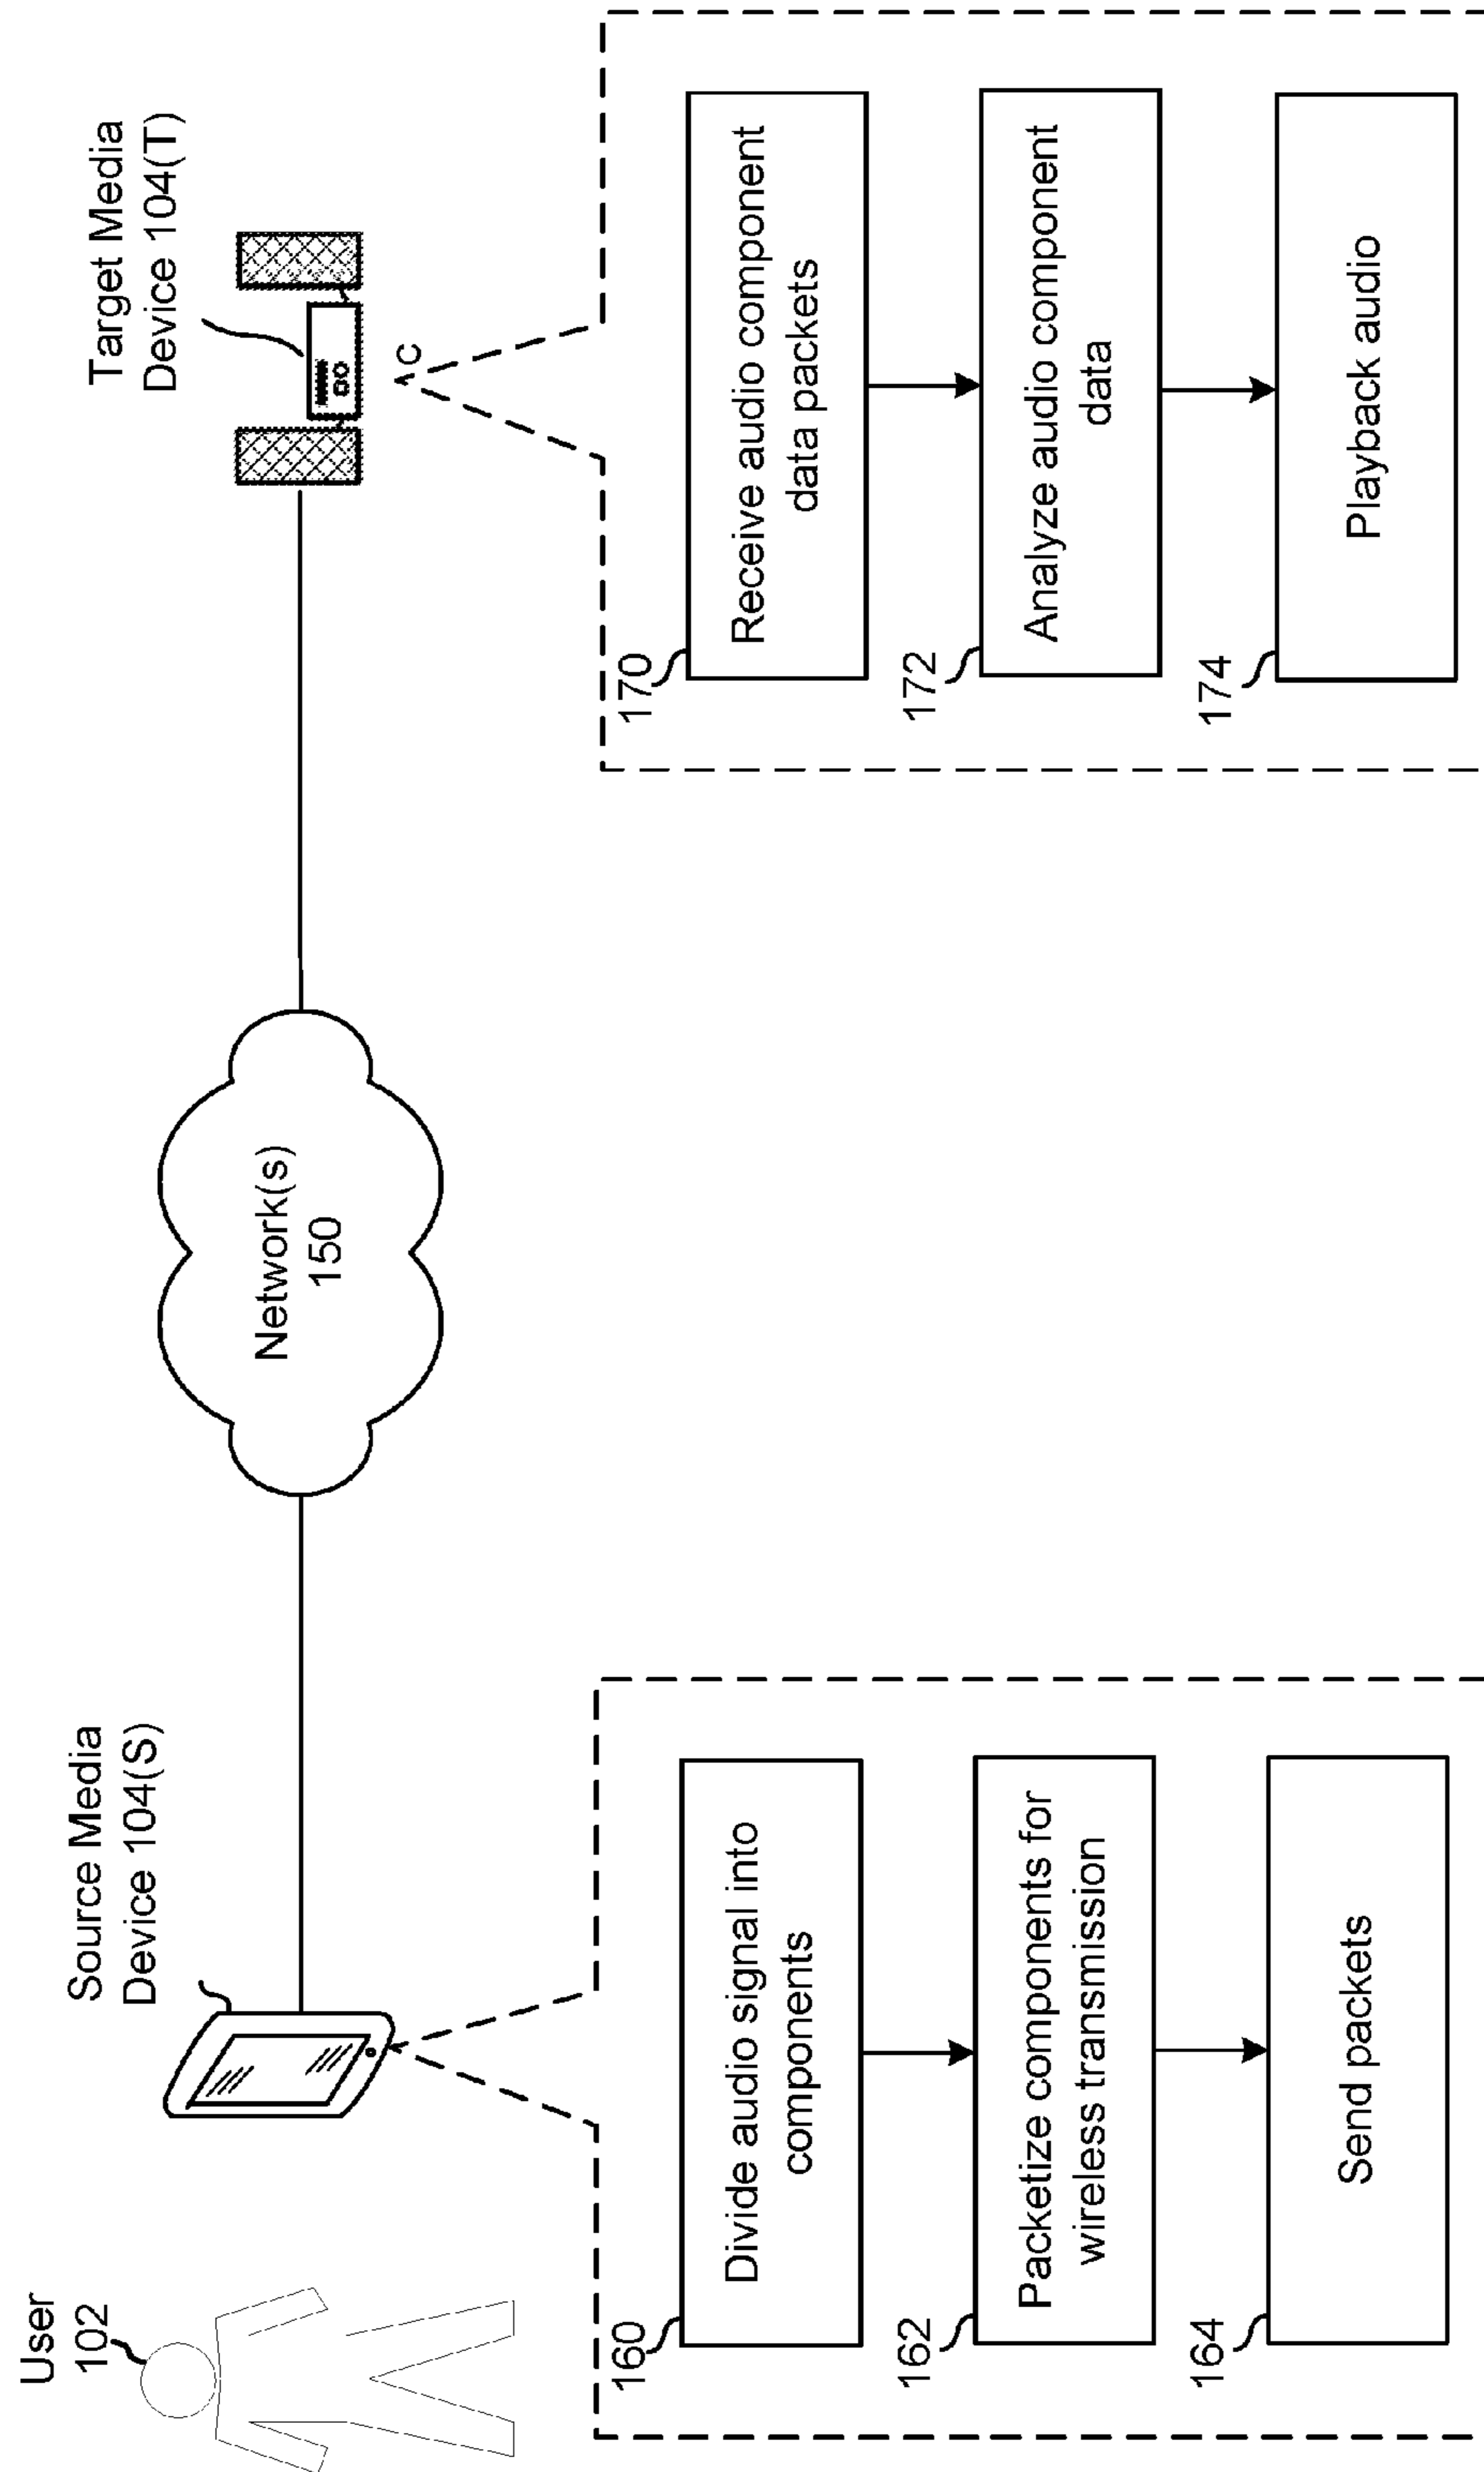 User
102
Source Media
Device 104(S)
Network(s)
150
Target Media
Device 104(T)
C
160
Divide audio signal into
components
162
Packetize components for
wireless transmission
164
Send packets
170
Receive audio component
data packets
172
Analyze audio component
data
174
Playback audio